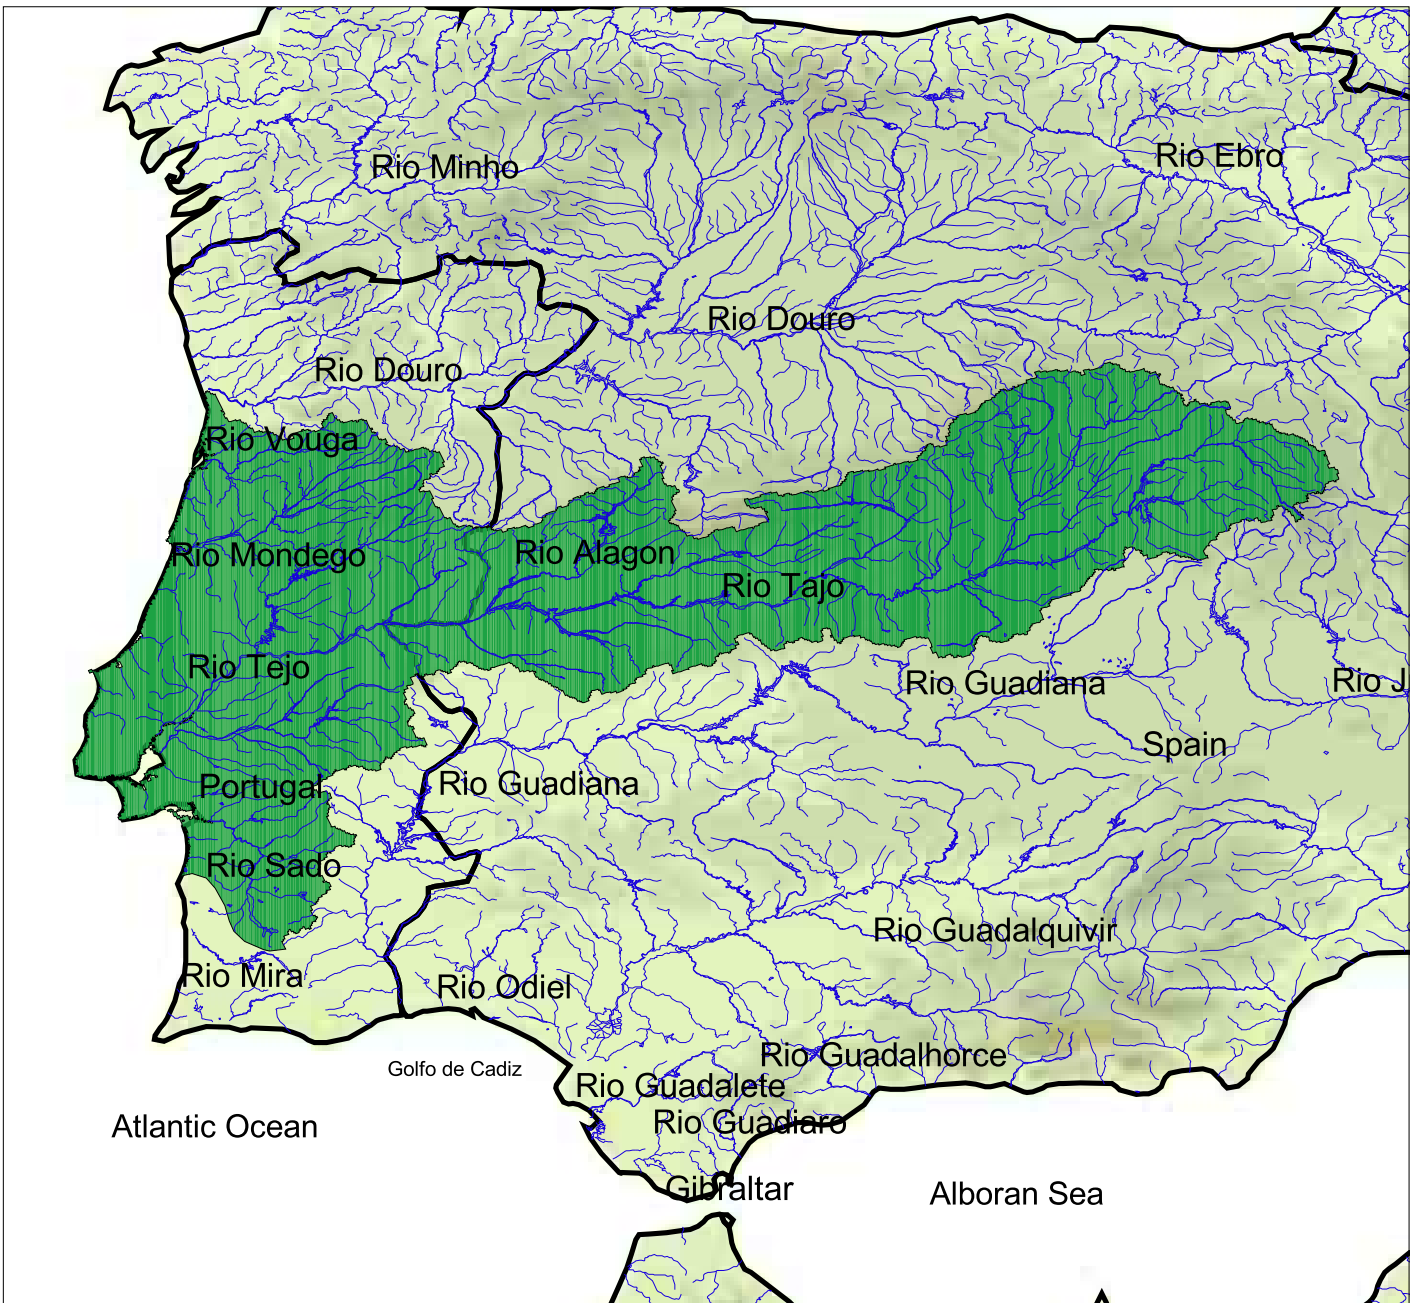 Rio Ebro
Rio Minho
Rio Douro
Rio Douro
Rio Vouga
Rio Mondego
Rio Alagon
Rio Tajo
Rio Tejo
Rio Guadiana
Rio J
Spain
Rio Guadiana
Portugal
Rio Sado
Rio Guadalquivir
Rio Mira
Rio Odiel
Rio Guadalhorce
Golfo de Cadiz
Rio Guadalete
Rio Guadiaro
Atlantic Ocean
Gibraltar
Alboran Sea